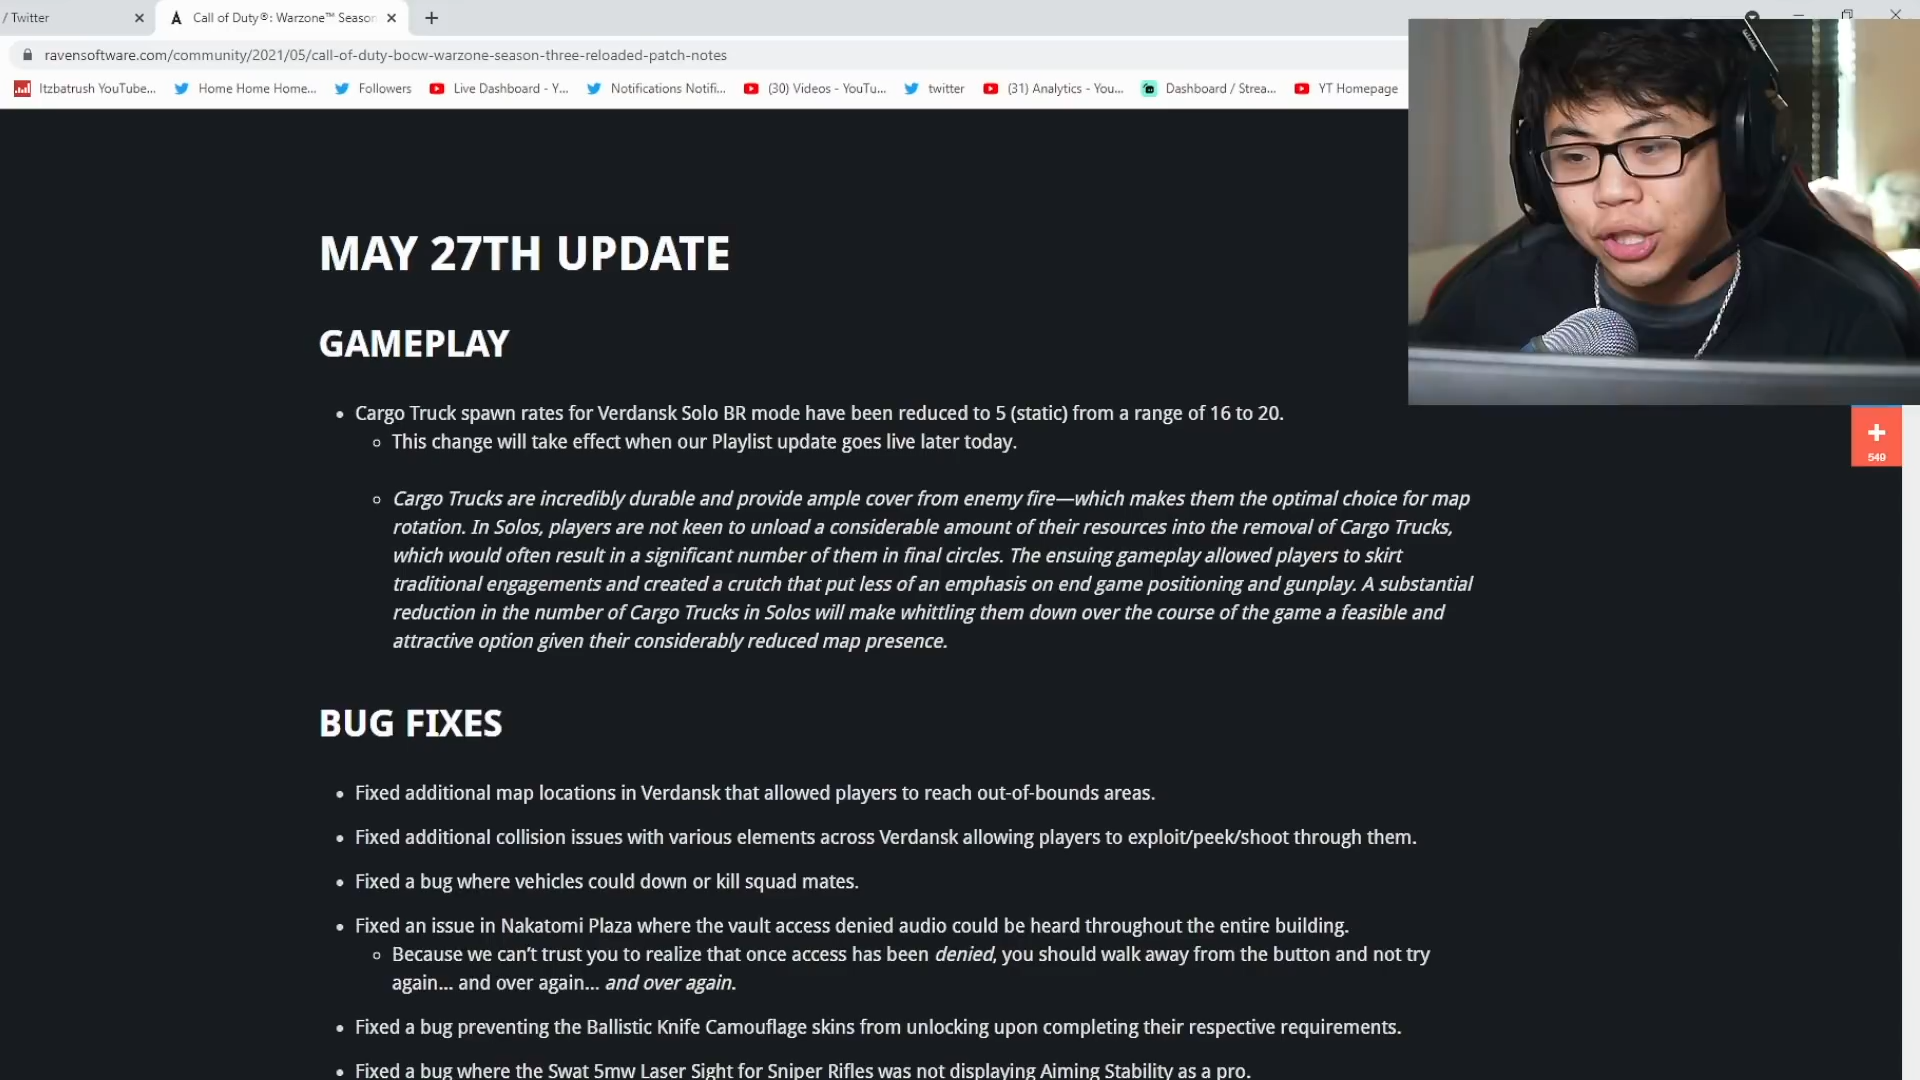 / Twitter
Call of Duty®: Warzone™ Season
ravensoftware.com/community/2021/05/call-of-duty-bocw-warzone-season-three-reloaded-patch-notes
Itzbatrush YouTube... Home Home Home... Followers Live Dashboard - Y... Notifications Notifi... (30) Videos - YouTu... twitter (31) Analytics - You... Dashboard / Strea... YT Homepage
MAY 27TH UPDATE
GAMEPLAY
• Cargo Truck spawn rates for Verdansk Solo BR mode have been reduced to 5 (static) from a range of 16 to 20.
◦ This change will take effect when our Playlist update goes live later today.
◦ Cargo Trucks are incredibly durable and provide ample cover from enemy fire—which makes them the optimal choice for map
rotation. In Solos, players are not keen to unload a considerable amount of their resources into the removal of Cargo Trucks,
which would often result in a significant number of them in final circles. The ensuing gameplay allowed players to skirt
traditional engagements and created a crutch that put less of an emphasis on end game positioning and gunplay. A substantial
reduction in the number of Cargo Trucks in Solos will make whittling them down over the course of the game a feasible and
attractive option given their considerably reduced map presence.
549
BUG FIXES
• Fixed additional map locations in Verdansk that allowed players to reach out-of-bounds areas.
• Fixed additional collision issues with various elements across Verdansk allowing players to exploit/peek/shoot through them.
• Fixed a bug where vehicles could down or kill squad mates.
• Fixed an issue in Nakatomi Plaza where the vault access denied audio could be heard throughout the entire building.
◦ Because we can't trust you to realize that once access has been denied, you should walk away from the button and not try
again... and over again... and over again.
• Fixed a bug preventing the Ballistic Knife Camouflage skins from unlocking upon completing their respective requirements.
• Fixed a bug where the Swat 5mw Laser Sight for Sniper Rifles was not displaying Aiming Stability as a pro.